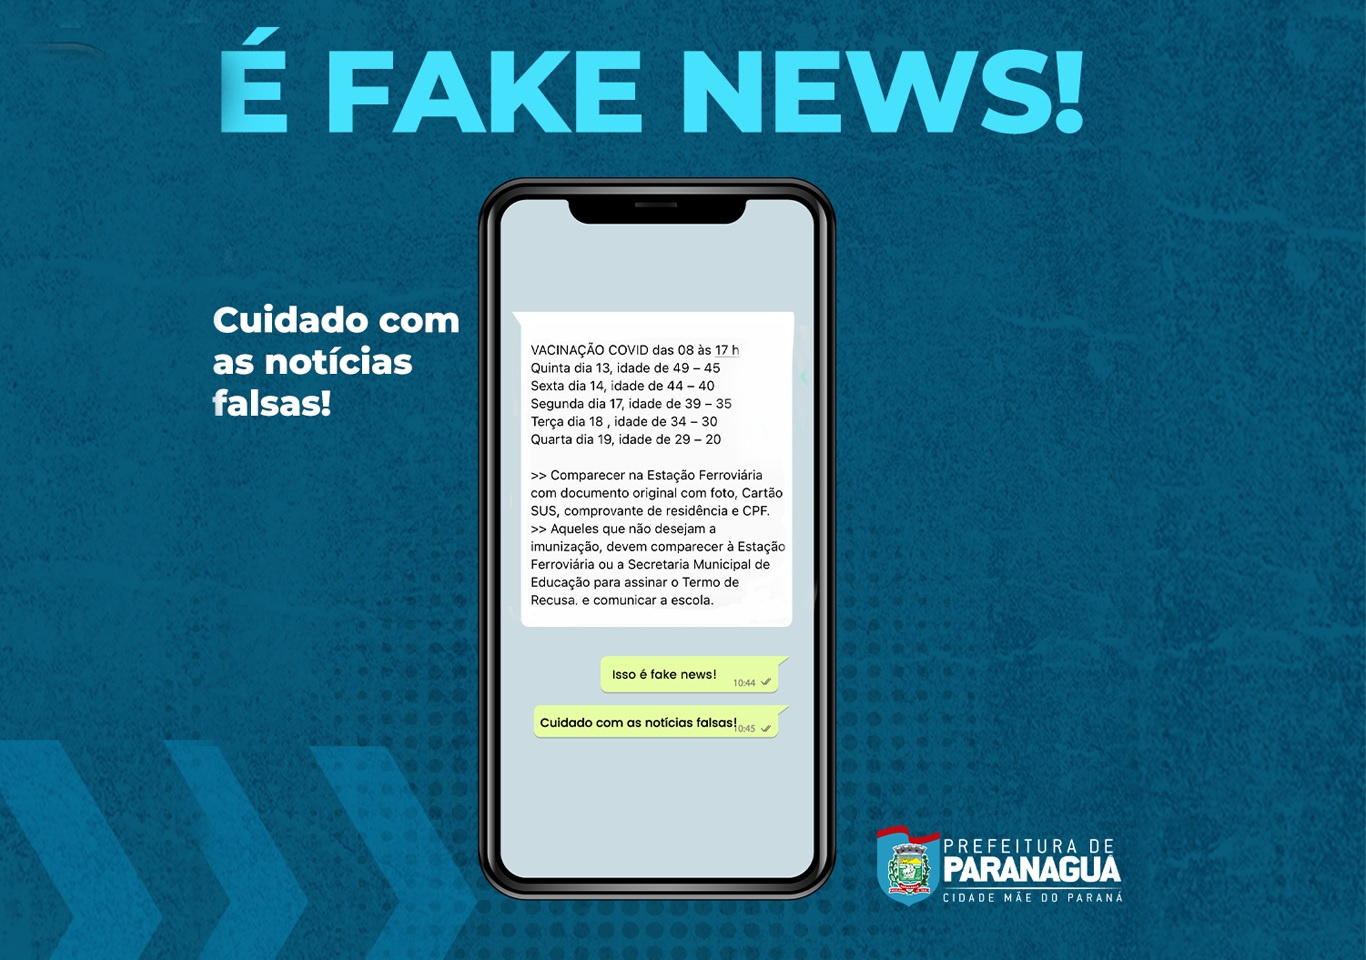 É FAKE NEWS!
Cuidado com
as notícias
falsas!
VACINAÇÃO COVID das 08 às 17 h
Quinta dia 13, idade de 49 – 45
Sexta dia 14, idade de 44 – 40
Segunda dia 17, idade de 39 – 35
Terça dia 18 , idade de 34 – 30
Quarta dia 19, idade de 29 – 20
>> Comparecer na Estação Ferroviária
com documento original com foto, Cartão
SUS, comprovante de residência e CPF.
>> Aqueles que não desejam a
imunização, devem comparecer à Estação
Ferroviária ou a Secretaria Municipal de
Educação para assinar o Termo de
Recusa. e comunicar a escola.
Isso é fake news!
10:44
Cuidado com as notícias falsas!
10:45
PREFEITURA DE
PARANAGUA
CIDADE MÃE DO PARANÁ